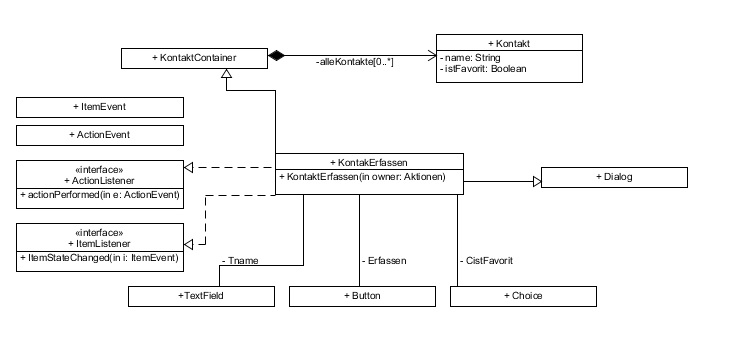 + KontaktContainer
-alleKontakte[0..*]
+ Kontakt
- name: String
- istFavorit: Boolean
+ ItemEvent
+ ActionEvent
«interface»
+ ActionListener
+ actionPerformed(in e: ActionEvent)
«interface»
+ ItemListener
+ ItemStateChanged(in i: ItemEvent)
+ KontakErfassen
+ KontaktErfassen(in owner: Aktionen)
+ Dialog
- Tname
- Erfassen
- CistFavorit
+TextField
+ Button
+ Choice